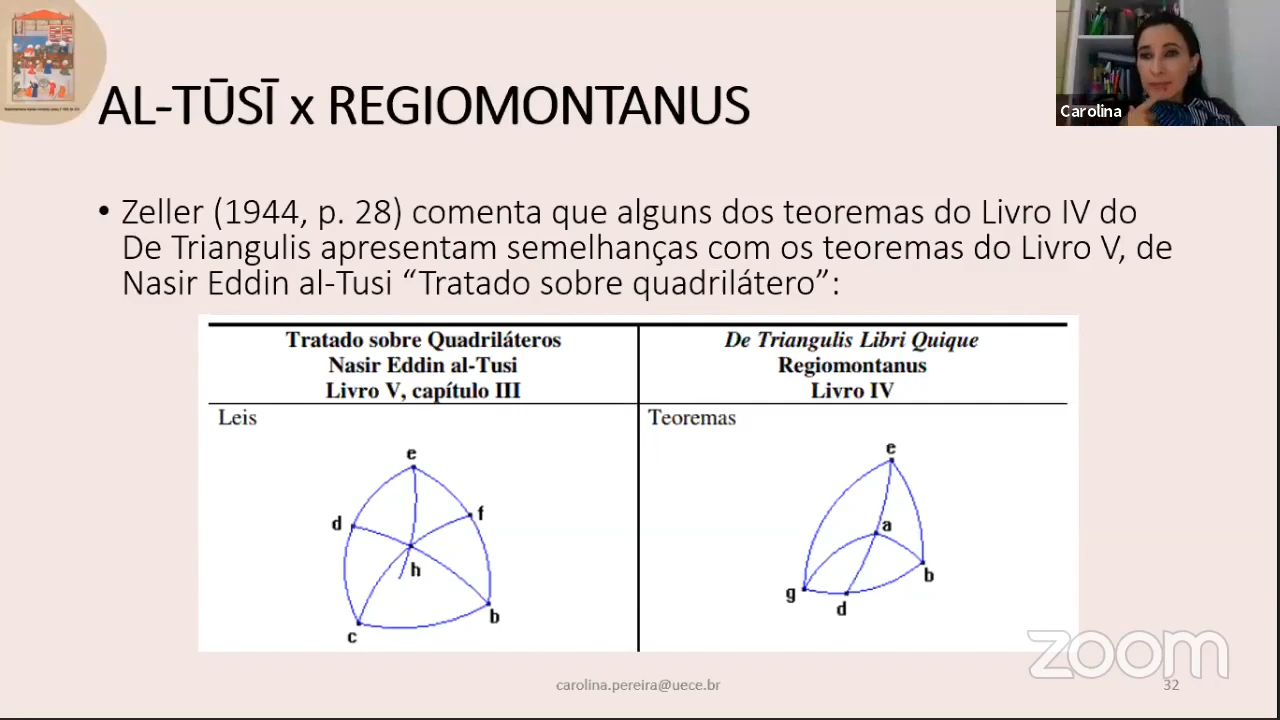 AL-TŪSĪ x REGIOMONTANUS
Carolina
• Zeller (1944, p. 28) comenta que alguns dos teoremas do Livro IV do
De Triangulis apresentam semelhanças com os teoremas do Livro V, de
Nasir Eddin al-Tusi “Tratado sobre quadrilátero”:
Tratado sobre Quadriláteros
Nasir Eddin al-Tusi
Livro V, capítulo III
De Triangulis Libri Quique
Regiomontanus
Livro IV
Leis
e
d
f
h
b
c
Teoremas
e
a
b
g
d
zoom
carolina.pereira@uece.br
32